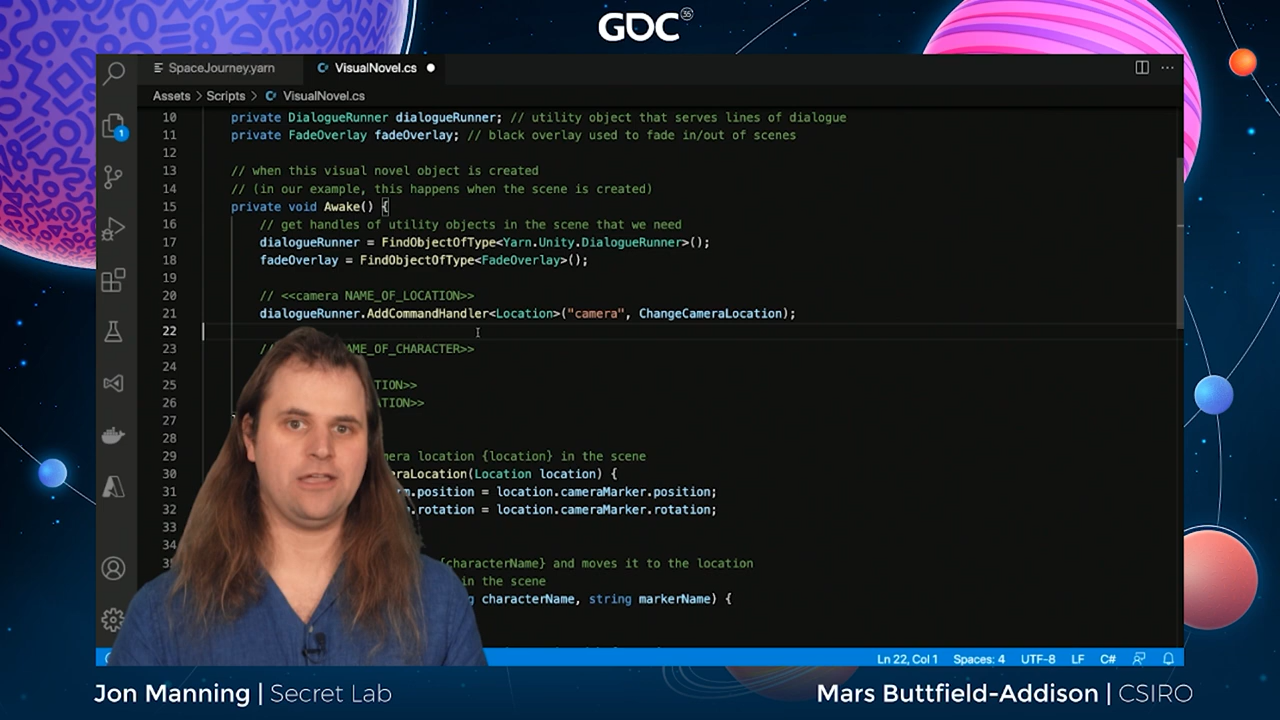 GDC 35
SpaceJourney.yarn
VisualNovel.cs
Assets > Scripts > VisualNovel.cs
10 private DialogueRunner dialogueRunner; // utility object that serves lines of dialogue
11 private FadeOverlay fadeOverlay; // black overlay used to fade in/out of scenes
12
13 // when this visual novel object is created
14 // (in our example, this happens when the scene is created)
15 private void Awake() {
16 // get handles of utility objects in the scene that we need
17 dialogueRunner = FindObjectOfType<Yarn.Unity.DialogueRunner>();
18 fadeOverlay = FindObjectOfType<FadeOverlay>();
19
20 // <<camera NAME_OF_LOCATION>>
21 dialogueRunner.AddCommandHandler<Location>("camera", ChangeCameraLocation);
22
23 // AME_OF_CHARACTER>>
24
25 TION>>
26 TION>>
27
28
29 era location {location} in the scene
30 eraLocation(Location location) {
31 .position = location.cameraMarker.position;
32 .rotation = location.cameraMarker.rotation;
33
34
{characterName} and moves it to the location
in the scene
characterName, string markerName) {
1
Ln 22, Col 1 Spaces: 4 UTF-8 LF C#
Jon Manning | Secret Lab
Mars Buttfield-Addison | CSIRO